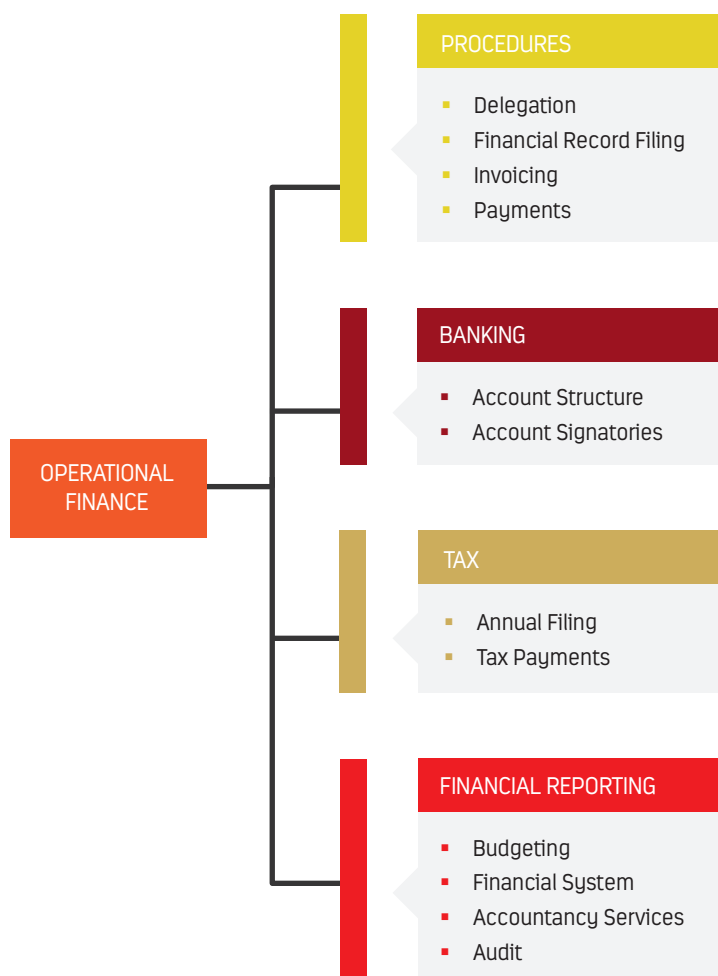 PROCEDURES
Delegation
Financial Record Filing
Invoicing
Payments
BANKING
Account Structure
Account Signatories
OPERATIONAL
FINANCE
TAX
Annual Filing
Tax Payments
FINANCIAL REPORTING
Budgeting
Financial System
Accountancy Services
Audit